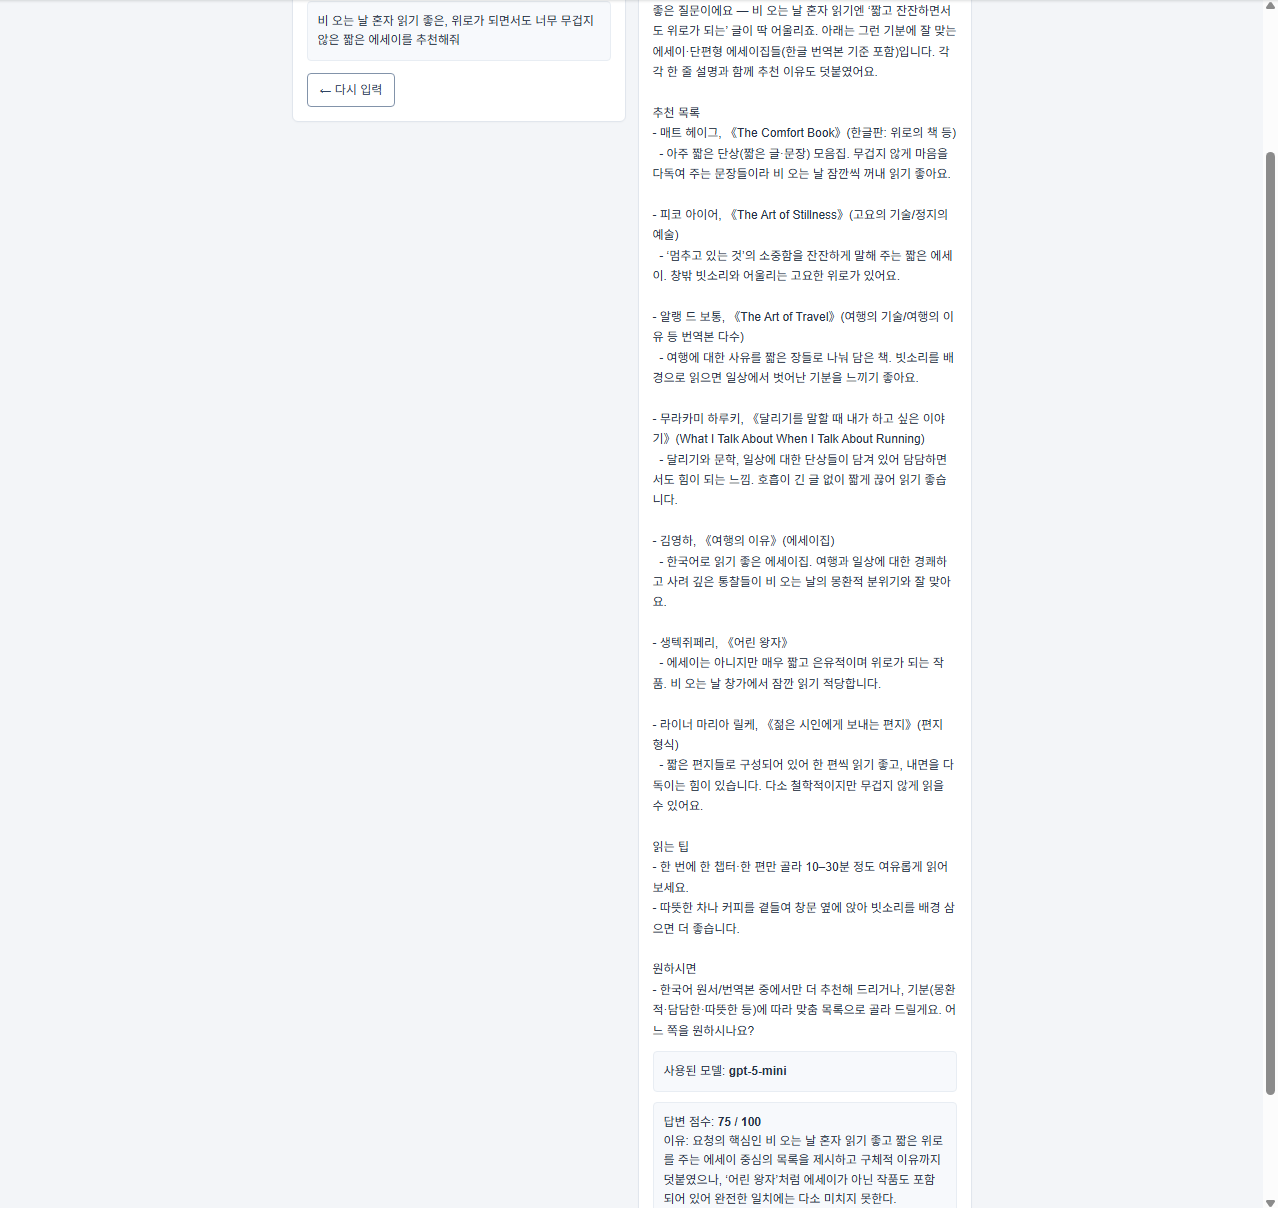 비 오는 날 혼자 읽기 좋은, 위로가 되면서도 너무 무겁지
않은 짧은 에세이를 추천해줘
← 다시 입력
좋은 질문이에요 — 비 오는 날 혼자 읽기엔 ‘짧고 잔잔하면서
도 위로가 되는’ 글이 딱 어울리죠. 아래는 그런 기분에 잘 맞는
에세이·단편형 에세이집들(한글 번역본 기준 포함)입니다. 각
각 한 줄 설명과 함께 추천 이유도 덧붙였어요.
추천 목록
- 매트 헤이그, 《The Comfort Book》(한글판: 위로의 책 등)
- 아주 짧은 단상(짧은 글·문장) 모음집. 무겁지 않게 마음을
다독여 주는 문장들이라 비 오는 날 잠깐씩 꺼내 읽기 좋아요.
- 피코 아이어, 《The Art of Stillness》(고요의 기술/정지의
예술)
- ‘멈추고 있는 것’의 소중함을 잔잔하게 말해 주는 짧은 에세
이. 창밖 빗소리와 어울리는 고요한 위로가 있어요.
- 알랭 드 보통, 《The Art of Travel》(여행의 기술/여행의 이
유 등 번역본 다수)
- 여행에 대한 사유를 짧은 장들로 나눠 담은 책. 빗소리를 배
경으로 읽으면 일상에서 벗어난 기분을 느끼기 좋아요.
- 무라카미 하루키, 《달리기를 말할 때 내가 하고 싶은 이야
기》(What I Talk About When I Talk About Running)
- 달리기와 문학, 일상에 대한 단상들이 담겨 있어 담담하면
서도 힘이 되는 느낌. 호흡이 긴 글 없이 짧게 끊어 읽기 좋습
니다.
- 김영하, 《여행의 이유》(에세이집)
- 한국어로 읽기 좋은 에세이집. 여행과 일상에 대한 경쾌하
고 사려 깊은 통찰들이 비 오는 날의 몽환적 분위기와 잘 맞아
요.
- 생텍쥐페리, 《어린 왕자》
- 에세이는 아니지만 매우 짧고 은유적이며 위로가 되는 작
품. 비 오는 날 창가에서 잠깐 읽기 적당합니다.
- 라이너 마리아 릴케, 《젊은 시인에게 보내는 편지》(편지
형식)
- 짧은 편지들로 구성되어 있어 한 편씩 읽기 좋고, 내면을 다
독이는 힘이 있습니다. 다소 철학적이지만 무겁지 않게 읽을
수 있어요.
읽는 팁
- 한 번에 한 챕터·한 편만 골라 10–30분 정도 여유롭게 읽어
보세요.
- 따뜻한 차나 커피를 곁들여 창문 옆에 앉아 빗소리를 배경 삼
으면 더 좋습니다.
원하시면
- 한국어 원서/번역본 중에서만 더 추천해 드리거나, 기분(몽환
적·담담한·따뜻한 등)에 따라 맞춤 목록으로 골라 드릴게요. 어
느 쪽을 원하시나요?
사용된 모델: gpt-5-mini
답변 점수: 75 / 100
이유: 요청의 핵심인 비 오는 날 혼자 읽기 좋고 짧은 위로
를 주는 에세이 중심의 목록을 제시하고 구체적 이유까지
덧붙였으나, ‘어린 왕자’처럼 에세이가 아닌 작품도 포함
되어 있어 완전한 일치에는 다소 미치지 못한다.